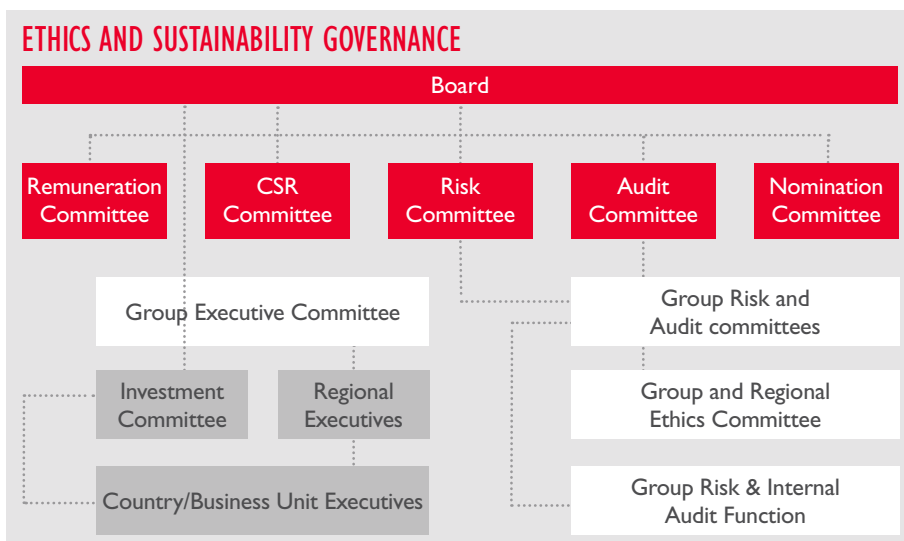 ETHICS AND SUSTAINABILITY GOVERNANCE
Board
Remuneration
Committee
CSR
Committee
Risk
Committee
Audit
Committee
Nomination
Committee
Group Executive Committee
Group Risk and
Audit committees
Investment
Committee
Regional
Executives
Group and Regional
Ethics Committee
Country/Business Unit Executives
Group Risk & Internal
Audit Function